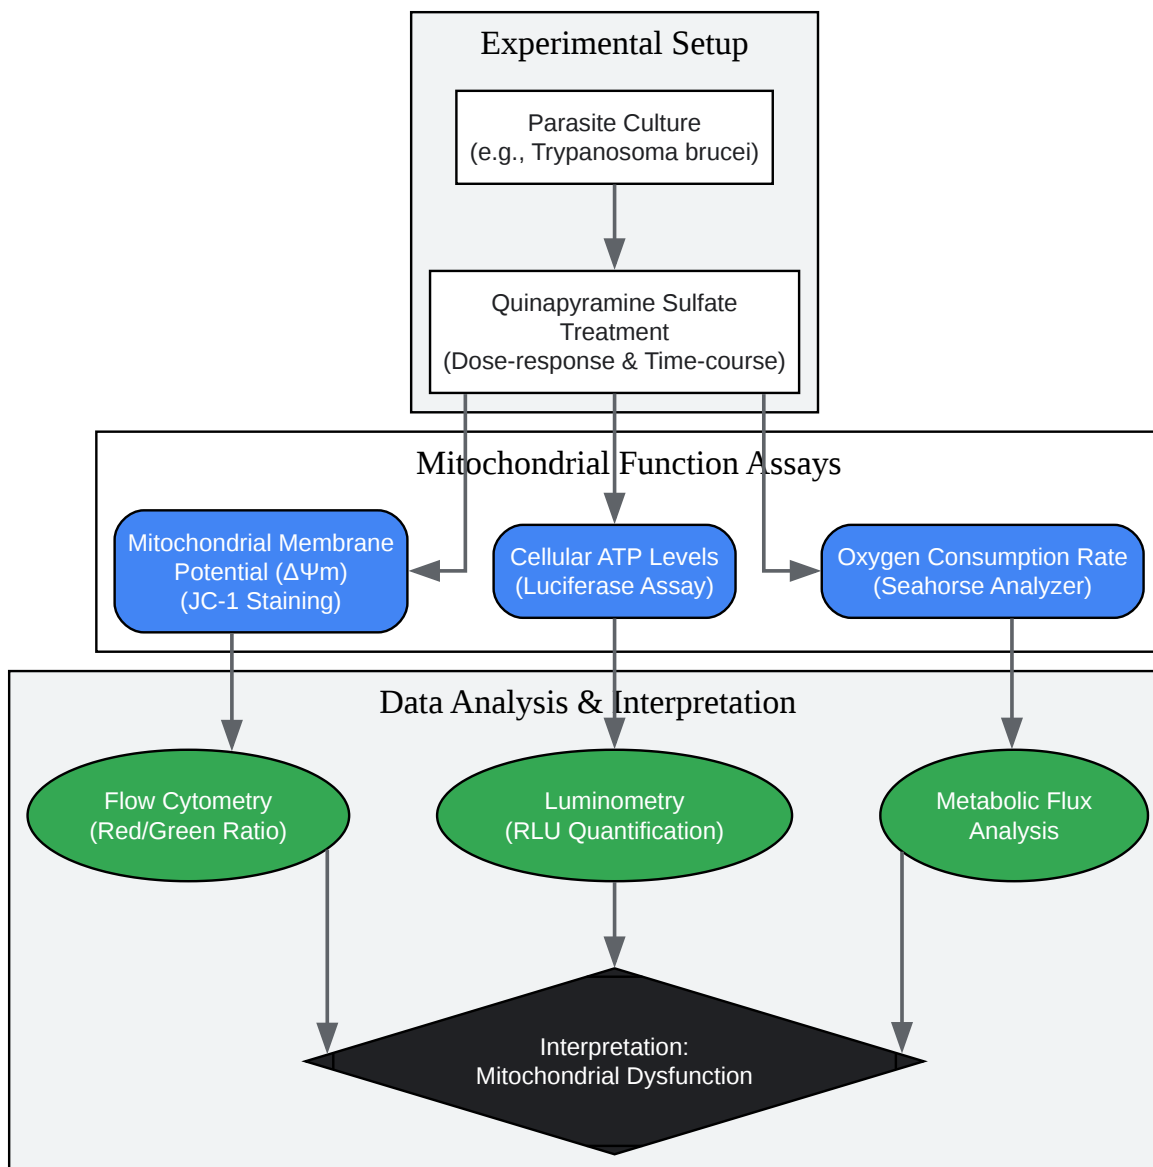 Experimental Setup
Parasite Culture
(e.g., Trypanosoma brucei)
Quinapyramine Sulfate
Treatment
(Dose-response & Time-course)
Mitochondrial Function Assays
Mitochondrial Membrane
Potential (ΔΨm)
(JC-1 Staining)
Cellular ATP Levels
(Luciferase Assay)
Oxygen Consumption Rate
(Seahorse Analyzer)
Data Analysis & Interpretation
Flow Cytometry
(Red/Green Ratio)
Luminometry
(RLU Quantification)
Metabolic Flux
Analysis
Interpretation:
Mitochondrial Dysfunction